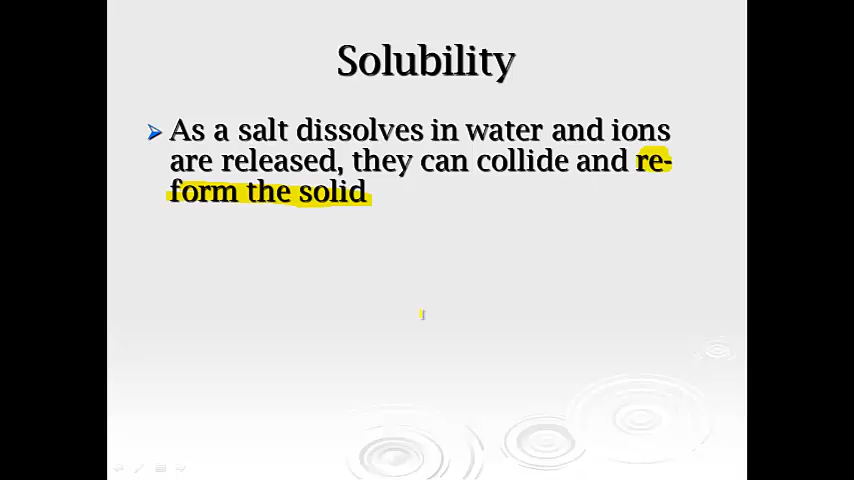 Solubility
As a salt dissolves in water and ions
are released, they can collide and re-
form the solid